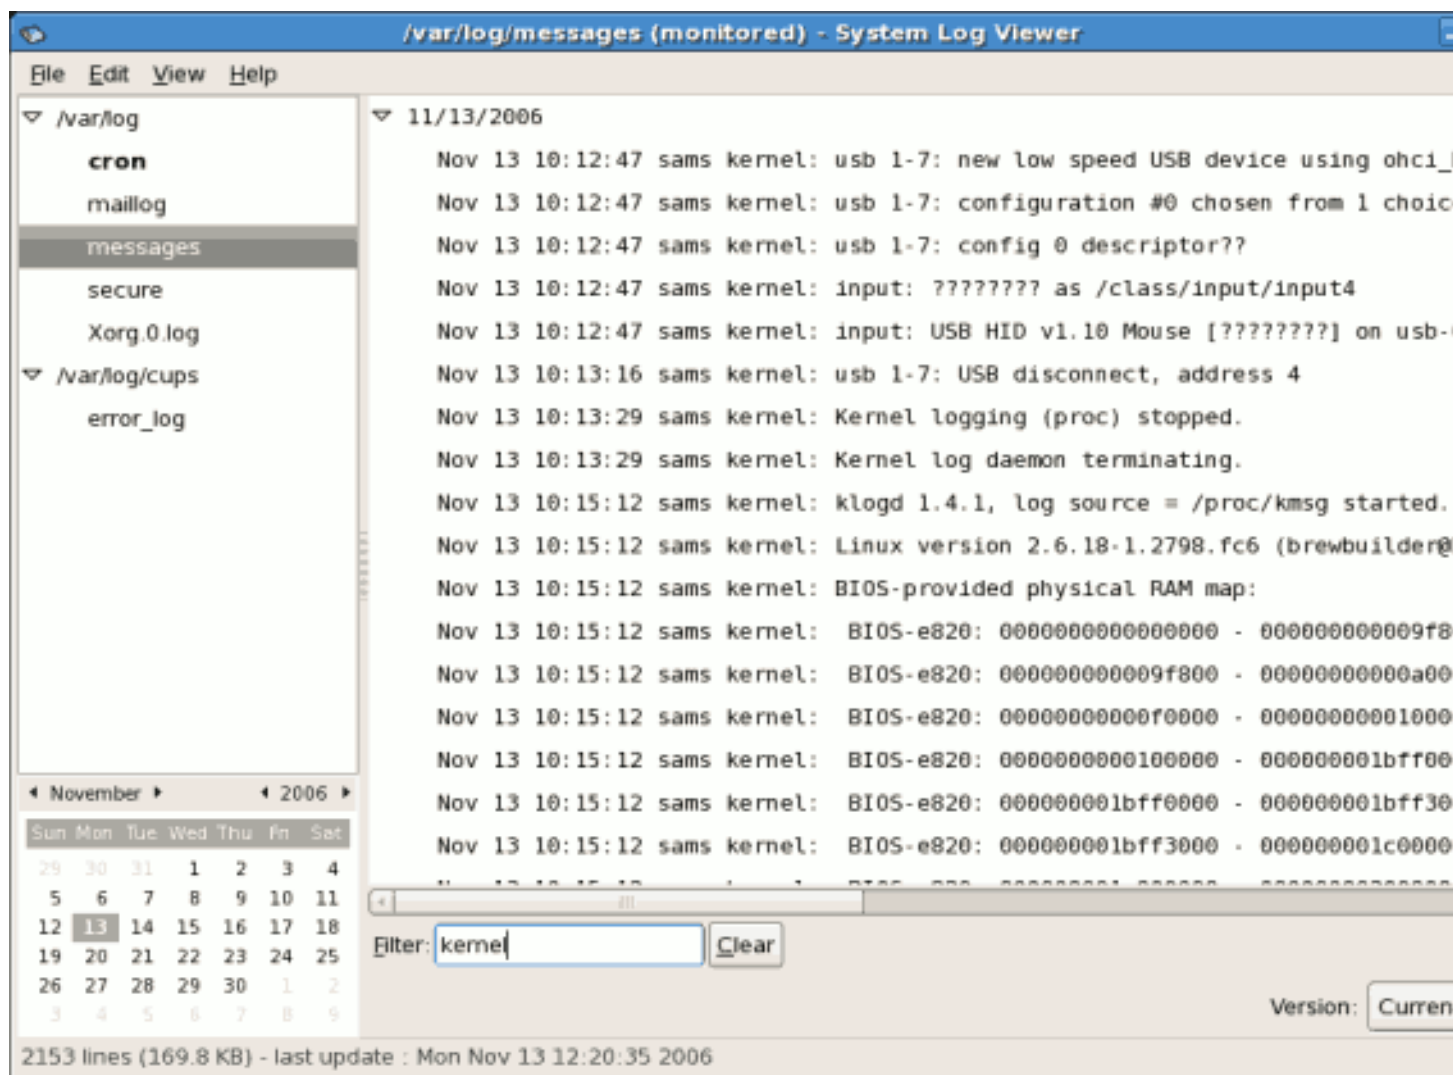 /var/log/messages (monitored) - System Log Viewer
File Edit View Help
/var/log
cron
maillog
messages
secure
Xorg.0.log
/var/log/cups
error_log
11/13/2006
Nov 13 10:12:47 sams kernel: usb 1-7: new low speed USB device using ohci_
Nov 13 10:12:47 sams kernel: usb 1-7: configuration #0 chosen from 1 choic
Nov 13 10:12:47 sams kernel: usb 1-7: config 0 descriptor??
Nov 13 10:12:47 sams kernel: input: ???????? as /class/input/input4
Nov 13 10:12:47 sams kernel: input: USB HID v1.10 Mouse [????????] on usb-
Nov 13 10:13:16 sams kernel: usb 1-7: USB disconnect, address 4
Nov 13 10:13:29 sams kernel: Kernel logging (proc) stopped.
Nov 13 10:13:29 sams kernel: Kernel log daemon terminating.
Nov 13 10:15:12 sams kernel: klogd 1.4.1, log source = /proc/kmsg started.
Nov 13 10:15:12 sams kernel: Linux version 2.6.18-1.2798.fc6 (brewbuilder@
Nov 13 10:15:12 sams kernel: BIOS-provided physical RAM map:
Nov 13 10:15:12 sams kernel: BIOS-e820: 0000000000000000 - 000000000009f8
Nov 13 10:15:12 sams kernel: BIOS-e820: 000000000009f800 - 00000000000a00
Nov 13 10:15:12 sams kernel: BIOS-e820: 00000000000f0000 - 00000000001000
Nov 13 10:15:12 sams kernel: BIOS-e820: 0000000000100000 - 000000001bff00
Nov 13 10:15:12 sams kernel: BIOS-e820: 000000001bff0000 - 000000001bff30
Nov 13 10:15:12 sams kernel: BIOS-e820: 000000001bff3000 - 000000001c0000
November 2006
Sun Mon Tue Wed Thu Fri Sat
29 30 31 1 2 3 4
5 6 7 8 9 10 11
12 13 14 15 16 17 18
19 20 21 22 23 24 25
26 27 28 29 30 1 2
3 4 5 6 7 8 9
Filter: kernel Clear
Version: Curren
2153 lines (169.8 KB) - last update : Mon Nov 13 12:20:35 2006